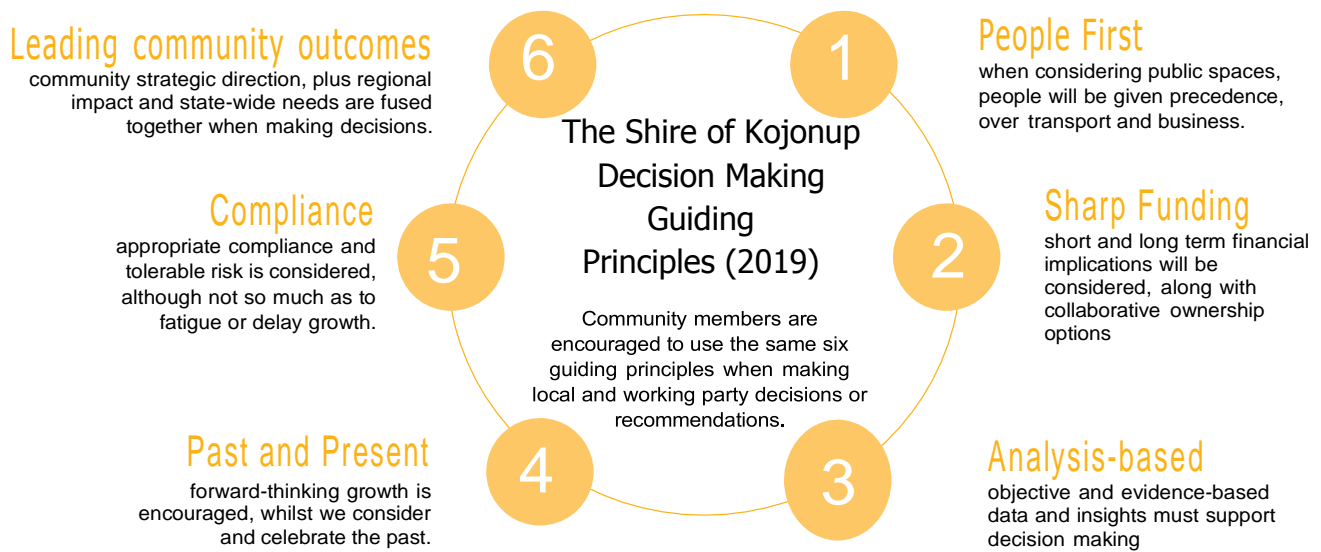 The Shire of Kojonup
Decision Making
Guiding
Principles (2019)
Community members are
encouraged to use the same six
guiding principles when making
local and working party decisions or
recommendations.
1
People First
when considering public spaces,
people will be given precedence,
over transport and business.
2
Sharp Funding
short and long term financial
implications will be
considered, along with
collaborative ownership
options
3
Analysis-based
objective and evidence-based
data and insights must support
decision making
4
Past and Present
forward-thinking growth is
encouraged, whilst we consider
and celebrate the past.
5
Compliance
appropriate compliance and
tolerable risk is considered,
although not so much as to
fatigue or delay growth.
6
Leading community outcomes
community strategic direction, plus regional
impact and state-wide needs are fused
together when making decisions.